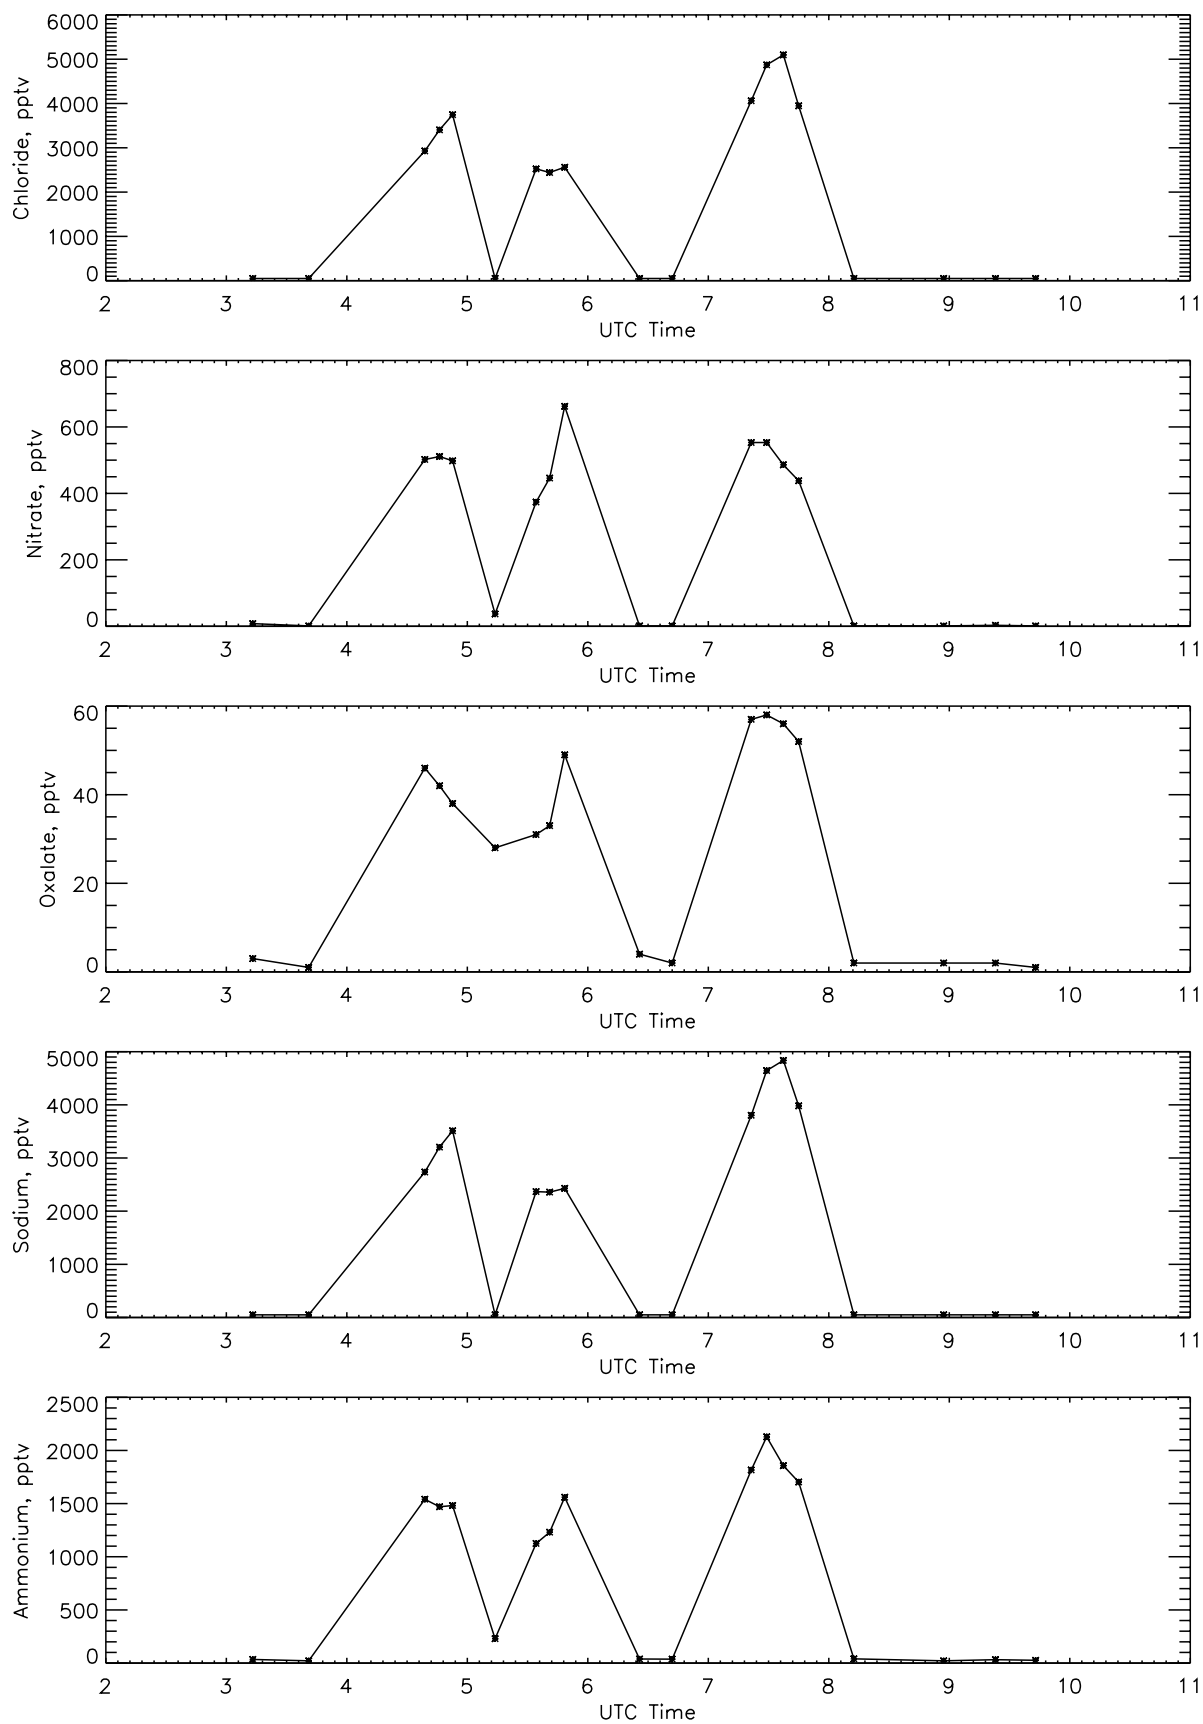 Chloride, pptv
6000
5000
4000
3000
2000
1000
0
2 3 4 5 6 7 8 9 10 11
UTC Time
Nitrate, pptv
800
600
400
200
0
2 3 4 5 6 7 8 9 10 11
UTC Time
Oxalate, pptv
60
40
20
0
2 3 4 5 6 7 8 9 10 11
UTC Time
Sodium, pptv
5000
4000
3000
2000
1000
0
2 3 4 5 6 7 8 9 10 11
UTC Time
Ammonium, pptv
2500
2000
1500
1000
500
0
2 3 4 5 6 7 8 9 10 11
UTC Time